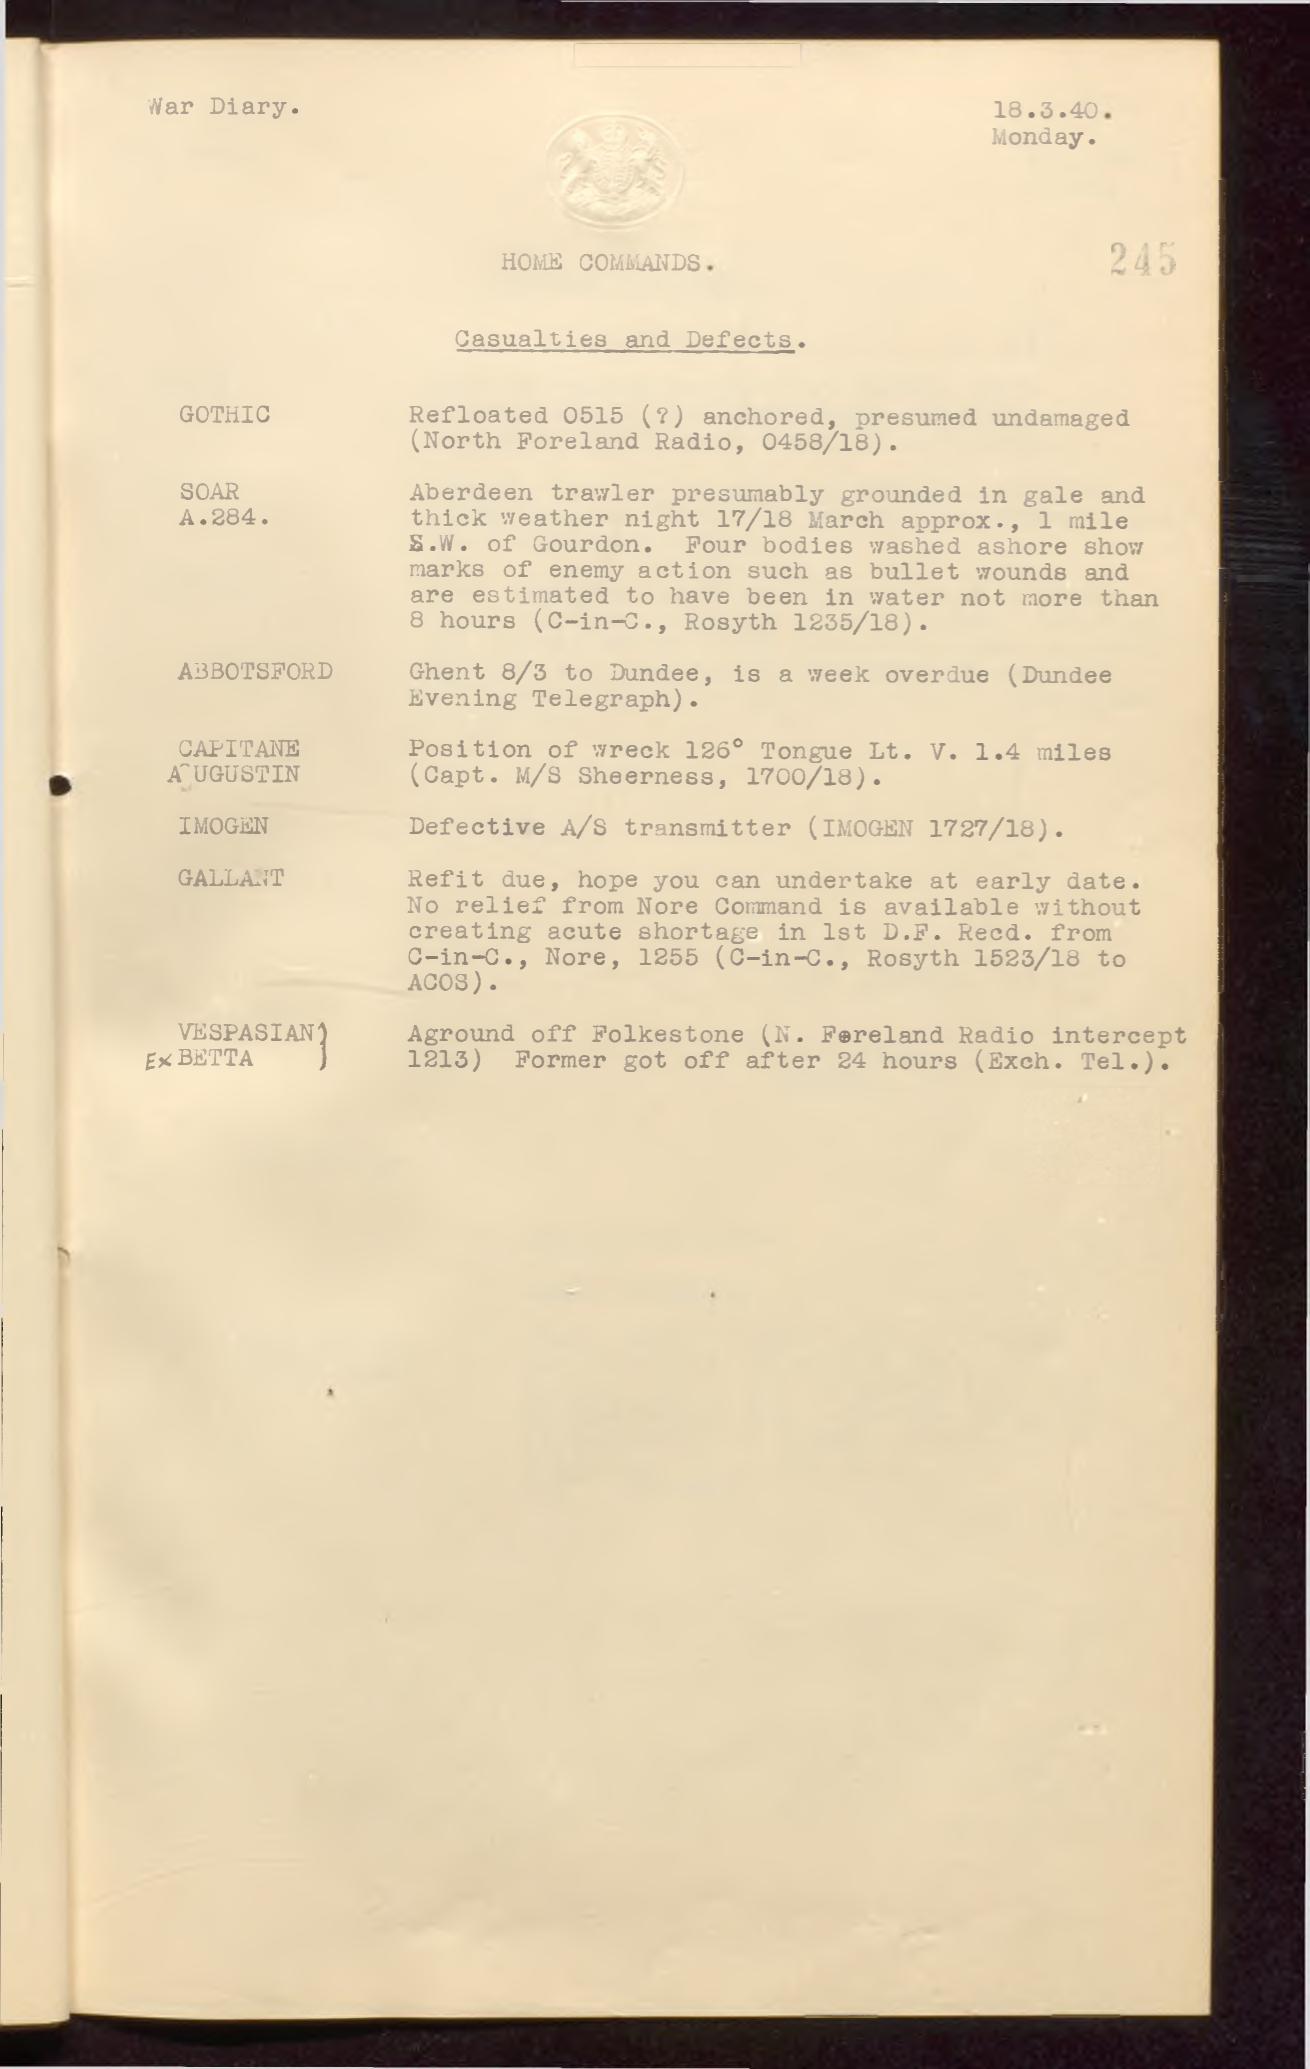 War Diary.
18.3.40.
Monday.
245
HOME COMMANDS.
Casualties and Defects.
GOTHIC Refloated 0515 (?) anchored, presumed undamaged
(North Foreland Radio, 0458/18).
SOAR Aberdeen trawler presumably grounded in gale and
A.284. thick weather night 17/18 March approx., 1 mile
S.W. of Gourdon. Four bodies washed ashore show
marks of enemy action such as bullet wounds and
are estimated to have been in water not more than
8 hours (C-in-C., Rosyth 1235/18).
ABBOTSFORD Ghent 8/3 to Dundee, is a week overdue (Dundee
Evening Telegraph).
CAPITANE Position of wreck 126° Tongue Lt. V. 1.4 miles
AUGUSTIN (Capt. M/S Sheerness, 1700/18).
IMOGEN Defective A/S transmitter (IMOGEN 1727/18).
GALLANT Refit due, hope you can undertake at early date.
No relief from Nore Command is available without
creating acute shortage in 1st D.F. Recd. from
C-in-C., Nore, 1255 (C-in-C., Rosyth 1523/18 to
ACOS).
VESPASIAN) Aground off Folkestone (N. Foreland Radio intercept
Ex BETTA ) 1213) Former got off after 24 hours (Exch. Tel.).